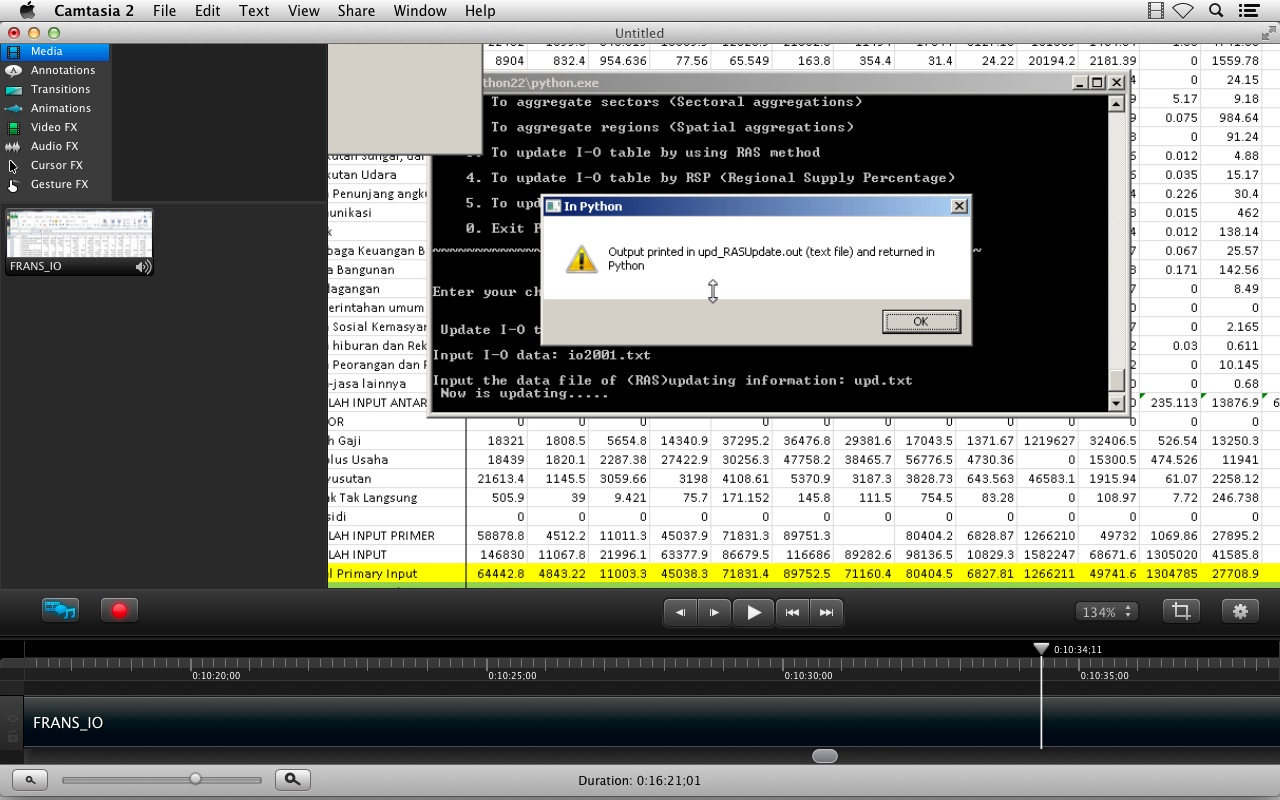 Camtasia 2 File Edit Text View Share Window Help
Untitled
Media
Annotations
Transitions
Animations
Video FX
Audio FX
Cursor FX
Gesture FX
FRANS_IO
8904 832.4 954.636 77.56 65.549 163.8 354.4 31.4 24.22 20194.2 2181.39 0 1559.78
0 24.15
5.17 9.18
0.075 984.64
0 91.24
0.012 4.88
kutan Udara 0.035 15.17
Penunjang angku 0.226 30.4
unikasi 0.015 462
0.012 138.14
baga Keuangan B 0.067 25.57
a Bangunan 0.171 142.56
dagangan 0 8.49
erintahan umum 0 0
Sosial Kemasyar 0 2.165
hiburan dan Rek 0.03 0.611
Peorangan dan R 0 10.145
-jasa lainnya 0 0.68
LAH INPUT ANTAR 235.113 13876.9
OR 0 0 0 0 0 0 0 0 0 0 0 0 0
h Gaji 18321 1808.5 5654.8 14340.9 37295.2 36476.8 29381.6 17043.5 1371.67 1219627 32406.5 526.54 13250.3
lus Usaha 18439 1820.1 2287.38 27422.9 30256.3 47758.2 38465.7 56776.5 4730.36 0 15300.5 474.526 11941
yusutan 21613.4 1145.5 3059.66 3198 4108.61 5370.9 3187.3 3828.73 643.563 46583.1 1915.94 61.07 2258.12
ak Tak Langsung 505.9 39 9.421 75.7 171.152 145.8 111.5 754.5 83.28 0 108.97 7.72 246.738
sidi 0 0 0 0 0 0 0 0 0 0 0 0 0
LAH INPUT PRIMER 58878.8 4512.2 11011.3 45037.9 71831.3 89751.3 80404.2 6828.87 1266210 49732 1069.86 27895.2
LAH INPUT 146830 11067.8 21996.1 63377.9 86679.5 116686 89282.6 98136.5 10829.3 1582247 68671.6 1305020 41585.8
l Primary Input 64442.8 4843.22 11003.3 45038.3 71831.4 89752.5 71160.4 80404.5 6827.81 1266211 49741.6 1304785 27708.9
thon22\python.exe
To aggregate sectors (Sectoral aggregations)
To aggregate regions (Spatial aggregations)
To update I-O table by using RAS method
4. To update I-O table by RSP (Regional Supply Percentage)
5. To upd
0. Exit P
Enter your ch
Update I-O t
Input I-O data: io2001.txt
Input the data file of (RAS)updating information: upd.txt
Now is updating.....
In Python
Output printed in upd_RASUpdate.out (text file) and returned in
Python
OK
134%
0:10:34;11
0:10:20;00 0:10:25;00 0:10:30;00 0:10:35;00
FRANS_IO
Duration: 0:16:21;01